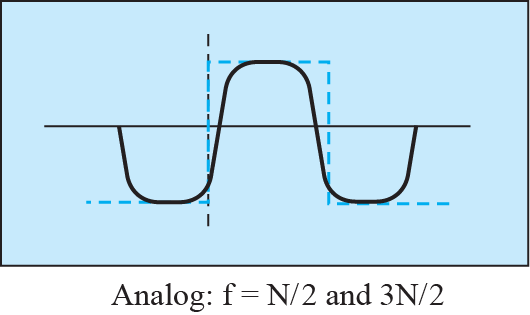 Analog: f = N/2 and 3N/2